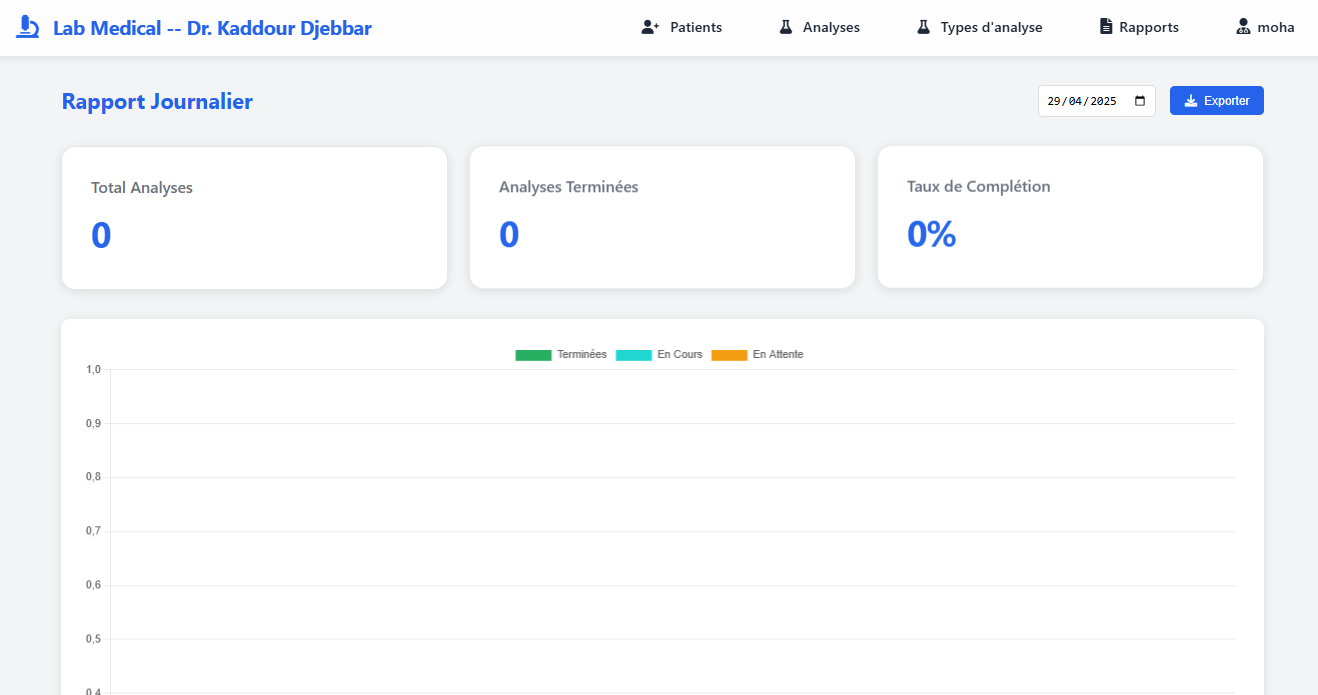 Lab Medical -- Dr. Kaddour Djebbar
Patients
Analyses
Types d'analyse
Rapports
moha
Rapport Journalier
29/04/2025
Exporter
Total Analyses
0
Analyses Terminées
0
Taux de Complétion
0%
Terminées
En Cours
En Attente
1,0
0,9
0,8
0,7
0,6
0,5
0,4